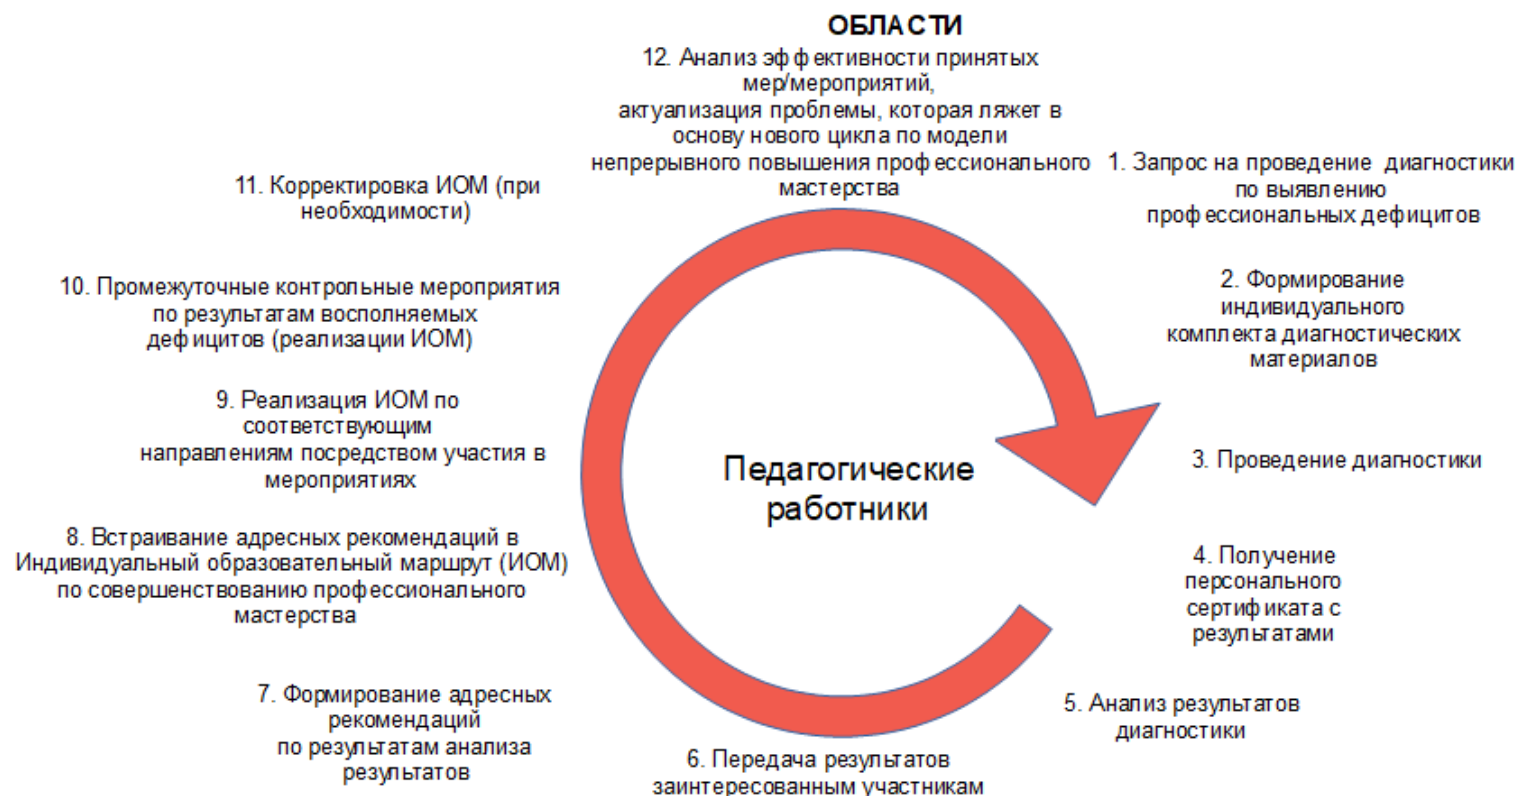 ОБЛАСТИ
12. Анализ эффективности принятых
мер/мероприятий,
актуализация проблемы, которая ляжет в
основу нового цикла по модели
непрерывного повышения профессионального
мастерства
1. Запрос на проведение диагностики
по выявлению
профессиональных дефицитов
2. Формирование
индивидуального
комплекта диагностических
материалов
3. Проведение диагностики
4. Получение
персонального
сертификата с
результатами
5. Анализ результатов
диагностики
6. Передача результатов
заинтересованным участникам
7. Формирование адресных
рекомендаций
по результатам анализа
результатов
8. Встраивание адресных рекомендаций в
Индивидуальный образовательный маршрут (ИОМ)
по совершенствованию профессионального
мастерства
9. Реализация ИОМ по
соответствующим
направлениям посредством участия в
мероприятиях
10. Промежуточные контрольные мероприятия
по результатам восполняемых
дефицитов (реализации ИОМ)
11. Корректировка ИОМ (при
необходимости)
Педагогические
работники